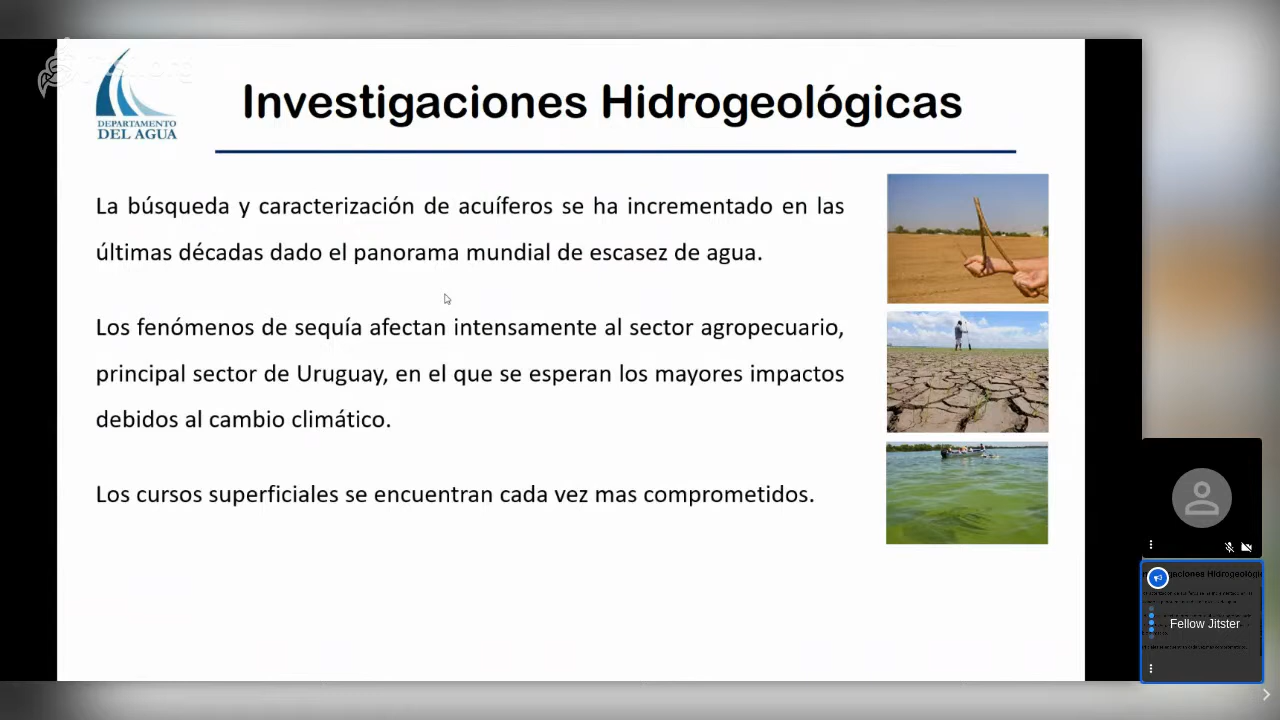 DEPARTAMENTO
DEL AGUA
Investigaciones Hidrogeológicas
La búsqueda y caracterización de acuíferos se ha incrementado en las
últimas décadas dado el panorama mundial de escasez de agua.
Los fenómenos de sequía afectan intensamente al sector agropecuario,
principal sector de Uruguay, en el que se esperan los mayores impactos
debidos al cambio climático.
Los cursos superficiales se encuentran cada vez mas comprometidos.
Fellow Jitster